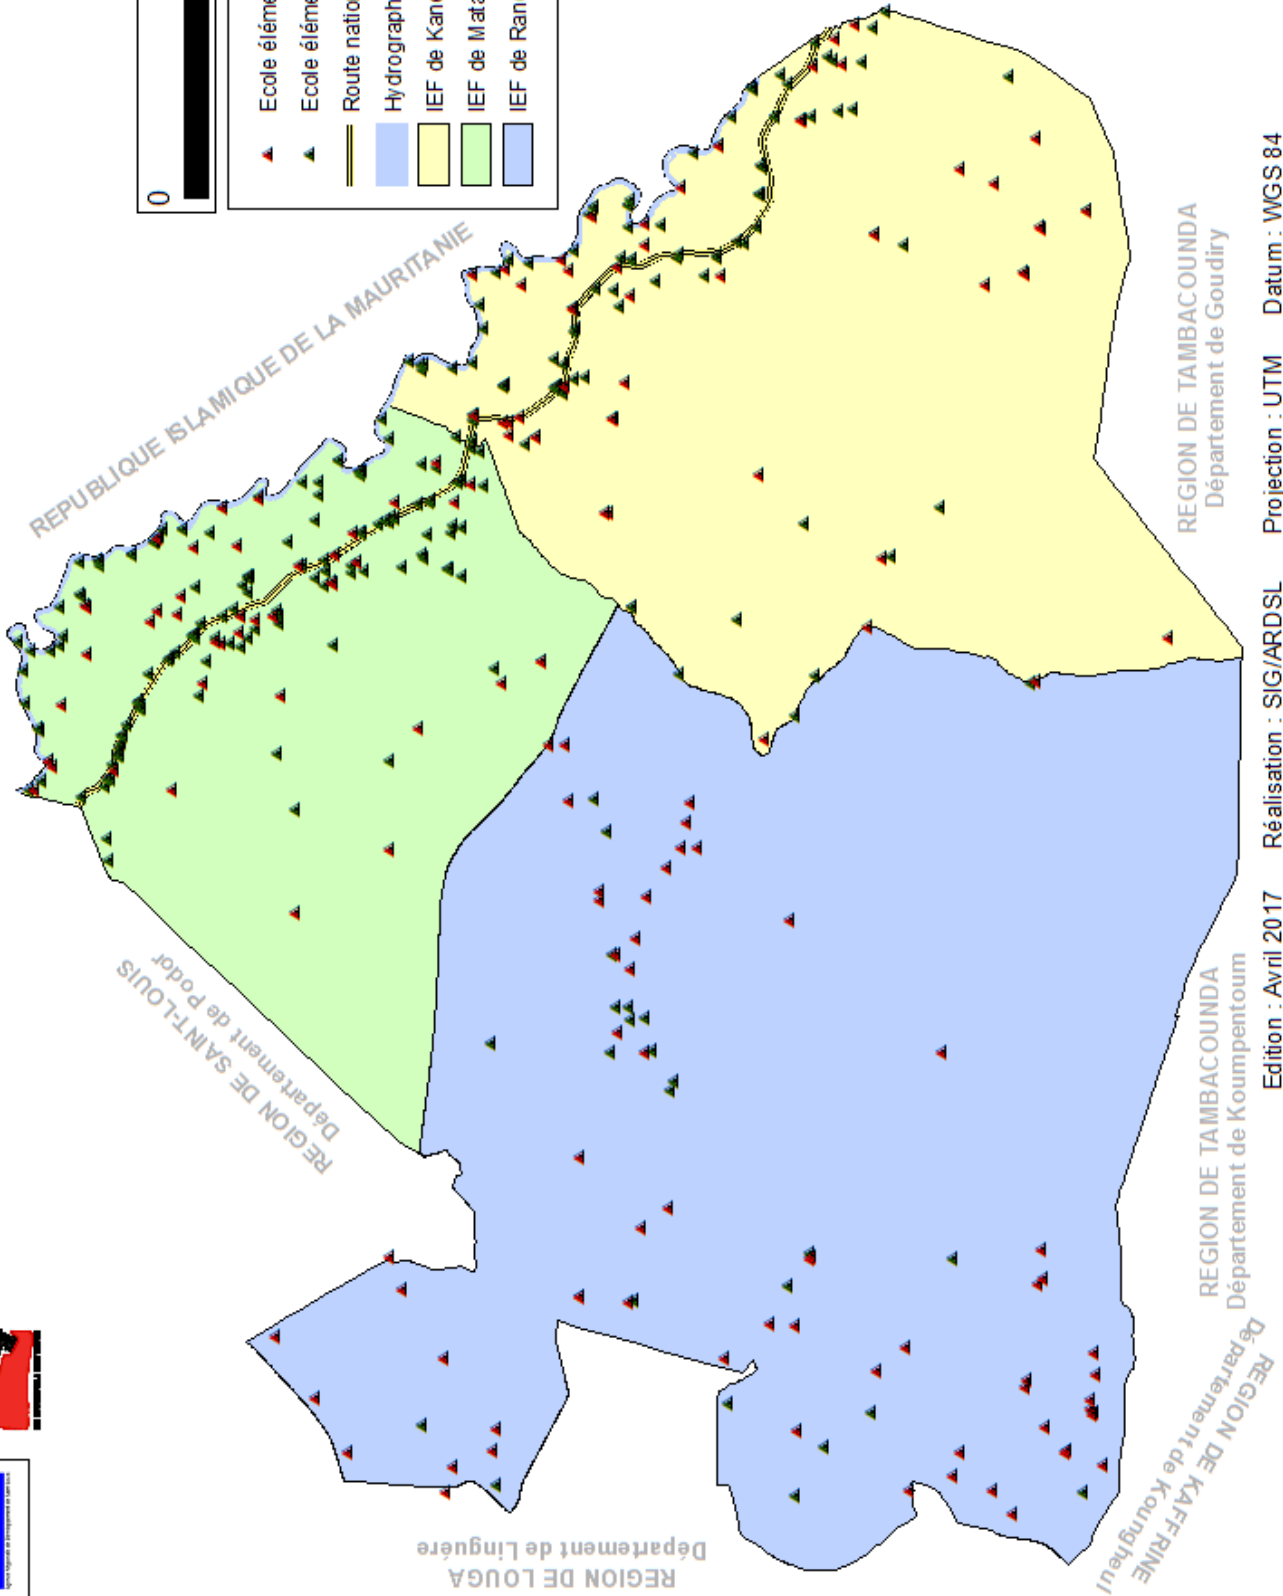 0
Ecole éléme
Ecole éléme
Route natio
Hydrograph
IEF de Kane
IEF de Mata
IEF de Ran
REPUBLIQUE ISLAMIQUE DE LA MAURITANIE
REGION DE SAINT-LOUIS
Département de Podor
REGION DE LOUGA
Département de Linguére
REGION DE TAMBACOUNDA
Département de Goudiry
REGION DE TAMBACOUNDA
Département de Koumpentoum
REGION DE KAFFRINE
Département de Koungheul
Edition : Avril 2017 Réalisation : SIG/ARDSL Projection : UTM Datum : WGS 84